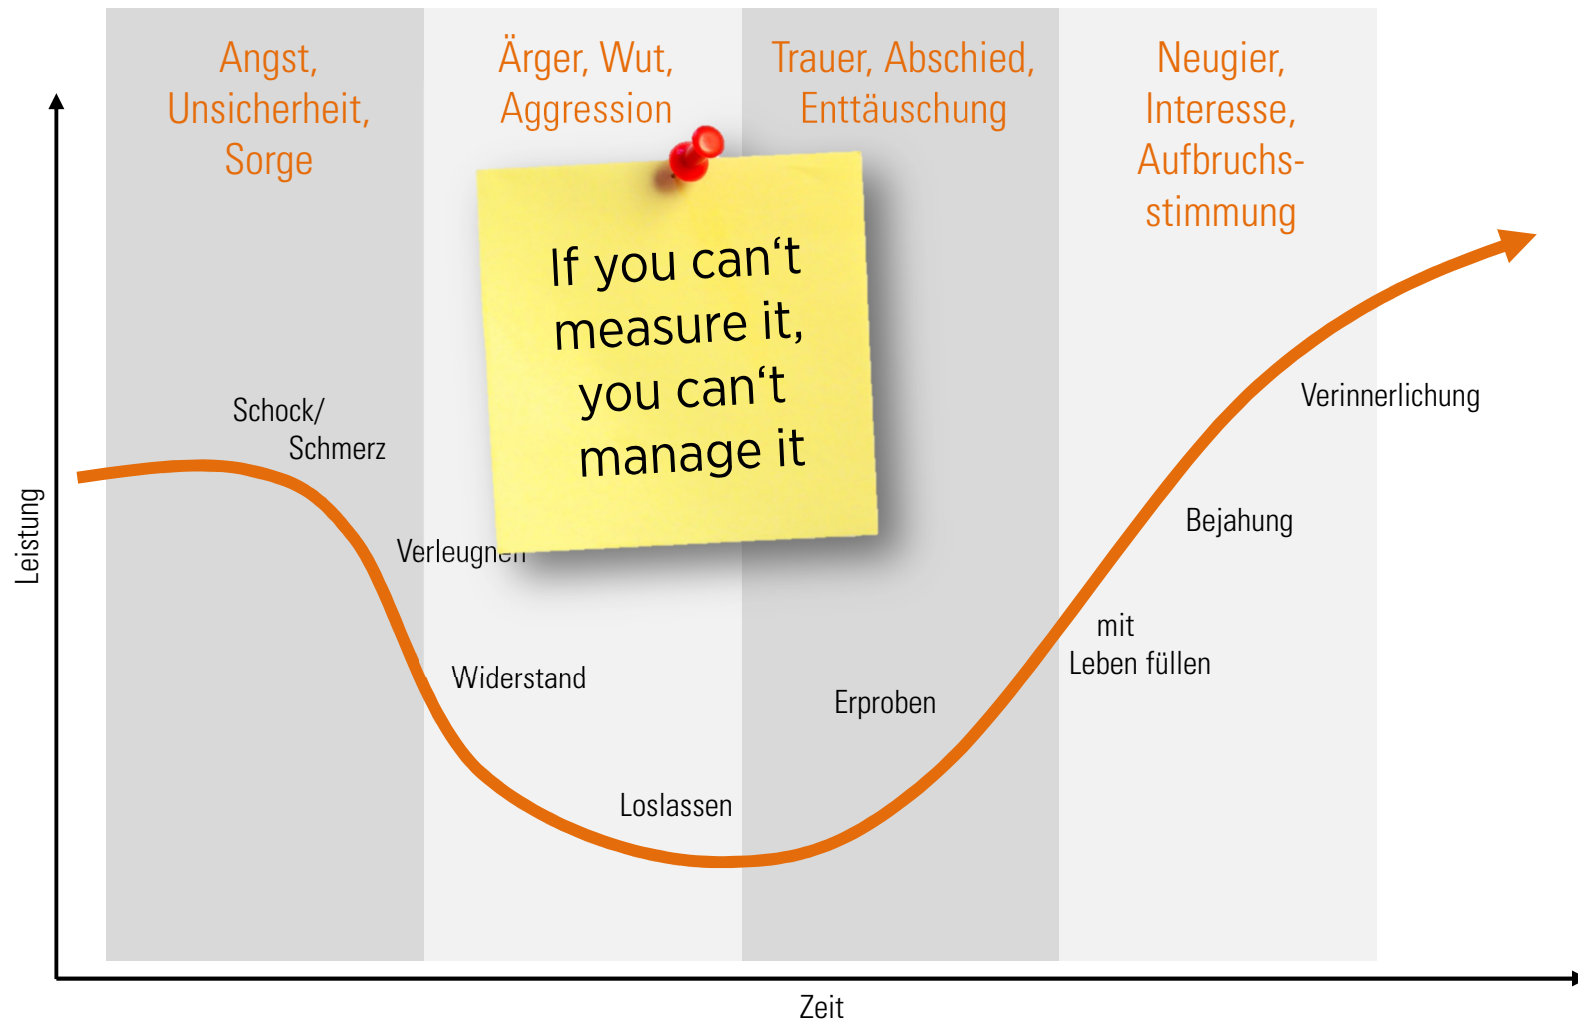 Angst,
Unsicherheit,
Sorge
Ärger, Wut,
Aggression
Trauer, Abschied,
Enttäuschung
Neugier,
Interesse,
Aufbruchs-
stimmung
If you can‘t
measure it,
you can‘t
manage it
Schock/
Schmerz
Verleugnen
Widerstand
Loslassen
Erproben
mit
Leben füllen
Bejahung
Verinnerlichung
Leistung
Zeit